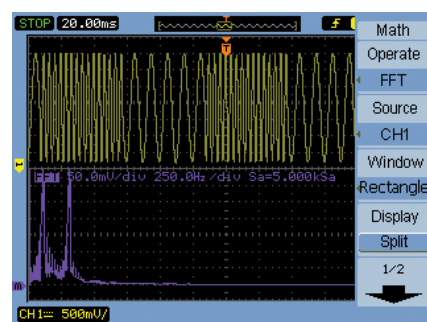 STOP 20.00ms T f Math
Operate
T
FFT
Source
CH1
1
Window
FFT 50.0mV/div 250.0Hz/div Sa=5.000kSa
Rectangle
Display
Split
1/2
m
CH1 500mV/